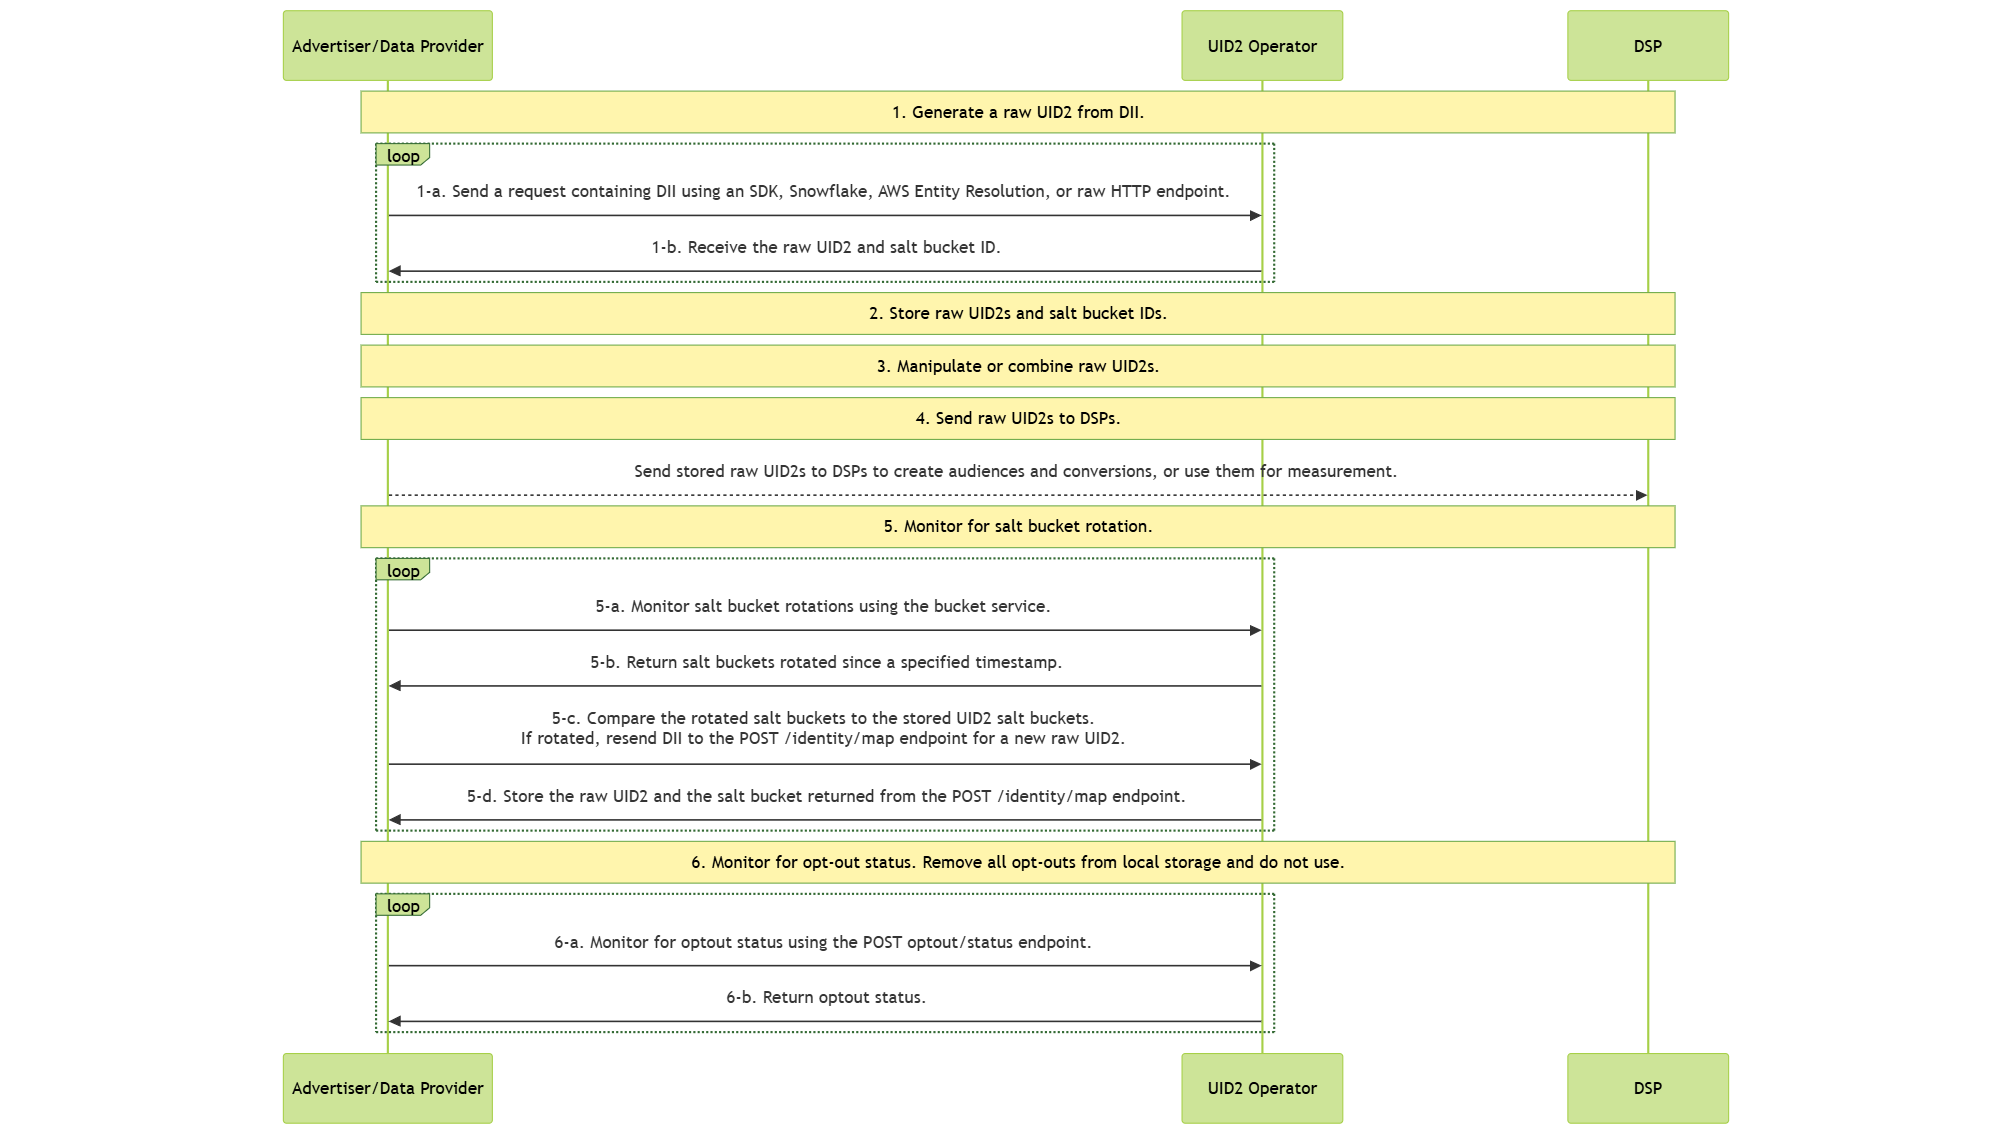 Advertiser/Data Provider
UID2 Operator
DSP
1. Generate a raw UID2 from DII.
loop
1-a. Send a request containing DII using an SDK, Snowflake, AWS Entity Resolution, or raw HTTP endpoint.
1-b. Receive the raw UID2 and salt bucket ID.
2. Store raw UID2s and salt bucket IDs.
3. Manipulate or combine raw UID2s.
4. Send raw UID2s to DSPs.
Send stored raw UID2s to DSPs to create audiences and conversions, or use them for measurement.
5. Monitor for salt bucket rotation.
loop
5-a. Monitor salt bucket rotations using the bucket service.
5-b. Return salt buckets rotated since a specified timestamp.
5-c. Compare the rotated salt buckets to the stored UID2 salt buckets.
If rotated, resend DII to the POST /identity/map endpoint for a new raw UID2.
5-d. Store the raw UID2 and the salt bucket returned from the POST /identity/map endpoint.
6. Monitor for opt-out status. Remove all opt-outs from local storage and do not use.
loop
6-a. Monitor for optout status using the POST optout/status endpoint.
6-b. Return optout status.
Advertiser/Data Provider
UID2 Operator
DSP